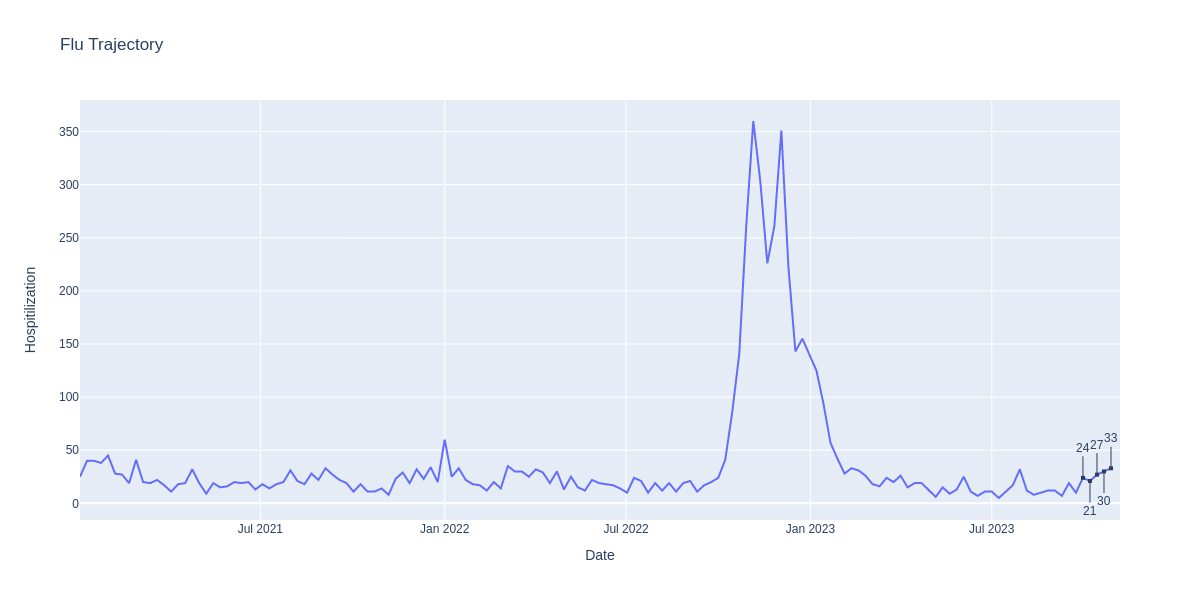 Flu Trajectory
Hospitilization
350
300
250
200
150
100
50
0
24
27
33
21
30
Jul 2021
Jan 2022
Jul 2022
Jan 2023
Jul 2023
Date